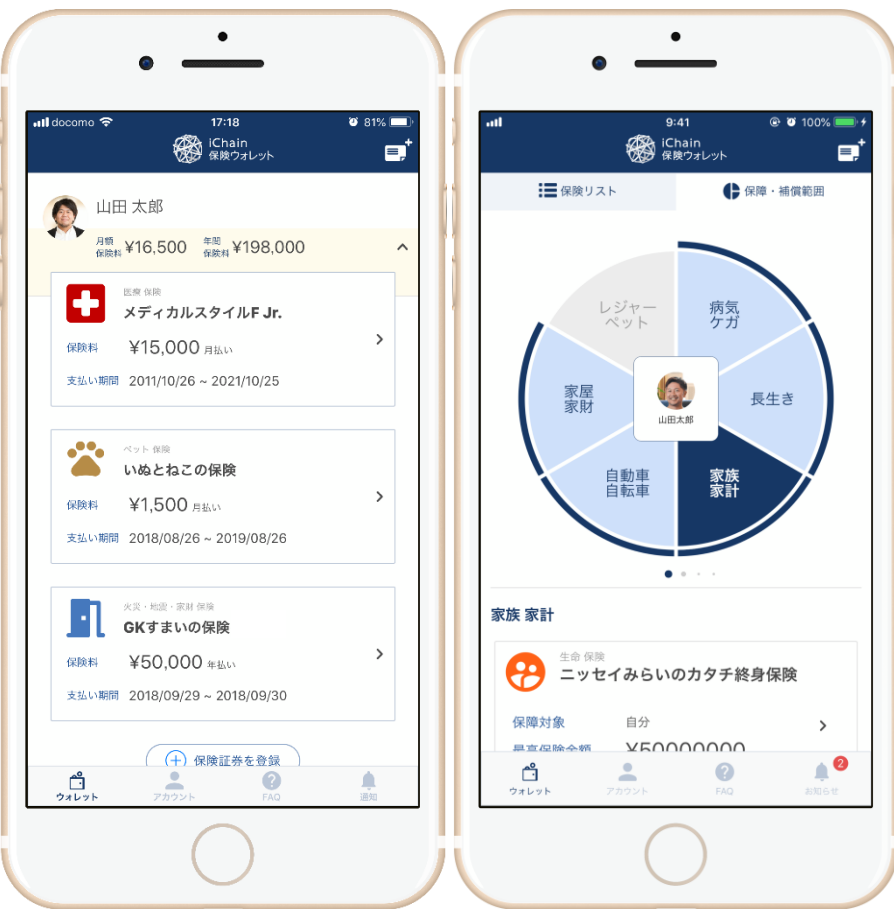 docomo 17:18 81%
iChain
保険ウォレット
山田 太郎
月額
保険料 ¥16,500 年間
保険料 ¥198,000
医療 保険
メディカルスタイルF Jr.
保険料 ¥15,000 月払い
支払い期間 2011/10/26 ~ 2021/10/25
ペット 保険
いぬとねこの保険
保険料 ¥1,500 月払い
支払い期間 2018/08/26 ~ 2019/08/26
火災・地震・家財 保険
GKすまいの保険
保険料 ¥50,000 年払い
支払い期間 2018/09/29 ~ 2018/09/30
保険証券を登録
ウォレット アカウント FAQ 通知
9:41 100%
iChain
保険ウォレット
保険リスト 保障・補償範囲
レジャー
ペット
病気
ケガ
家屋
家財
山田太郎
長生き
自動車
自転車
家族
家計
家族 家計
生命 保険
ニッセイみらいのカタチ終身保険
保障対象 自分
最高保険金額 ¥50000000
ウォレット アカウント FAQ お知らせ 2